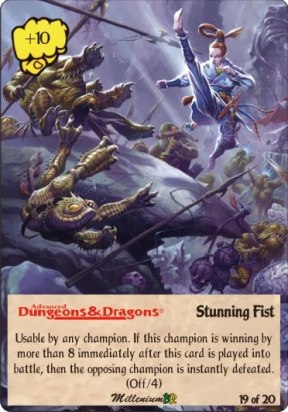 +10
Advanced
Dungeons & Dragons®
Stunning Fist
Usable by any champion. If this champion is winning by
more than 8 immediately after this card is played into
battle, then the opposing champion is instantly defeated.
(Off/4)
Millenium
19 of 20